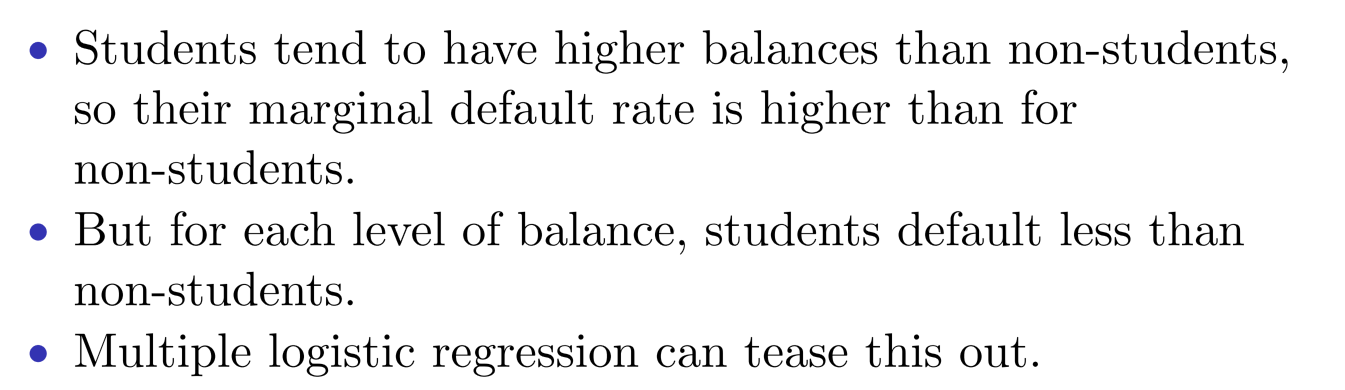 • Students tend to have higher balances than non-students,
so their marginal default rate is higher than for
non-students.
• But for each level of balance, students default less than
non-students.
• Multiple logistic regression can tease this out.